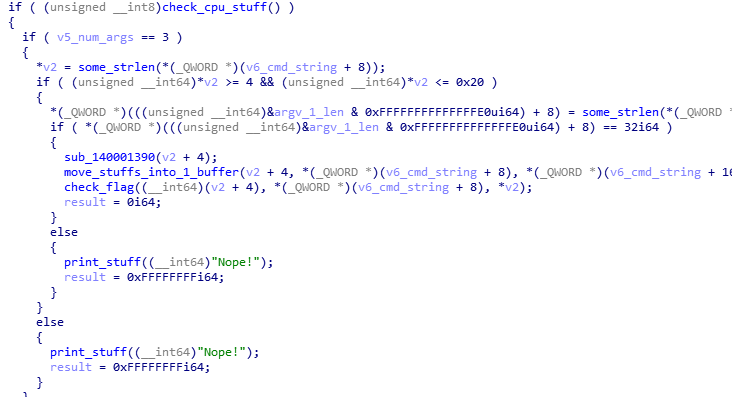 if ( (unsigned __int8)check_cpu_stuff() )
{
if ( v5_num_args == 3 )
{
*v2 = some_strlen(*(_QWORD *)(v6_cmd_string + 8));
if ( (unsigned __int64)*v2 >= 4 && (unsigned __int64)*v2 <= 0x20 )
{
*(_QWORD *)(((unsigned __int64)&argv_1_len & 0xFFFFFFFFFFFFFFE0ui64) + 8) = some_strlen(*(_QWORD *
if ( *(_QWORD *)(((unsigned __int64)&argv_1_len & 0xFFFFFFFFFFFFFFE0ui64) + 8) == 32i64 )
{
sub_140001390(v2 + 4);
move_stuffs_into_1_buffer(v2 + 4, *(_QWORD *)(v6_cmd_string + 8), *(_QWORD *)(v6_cmd_string + 16
check_flag((__int64)(v2 + 4), *(_QWORD *)(v6_cmd_string + 8), *v2);
result = 0i64;
}
else
{
print_stuff((__int64)"Nope!");
result = 0xFFFFFFFFi64;
}
}
else
{
print_stuff((__int64)"Nope!");
result = 0xFFFFFFFFi64;
}